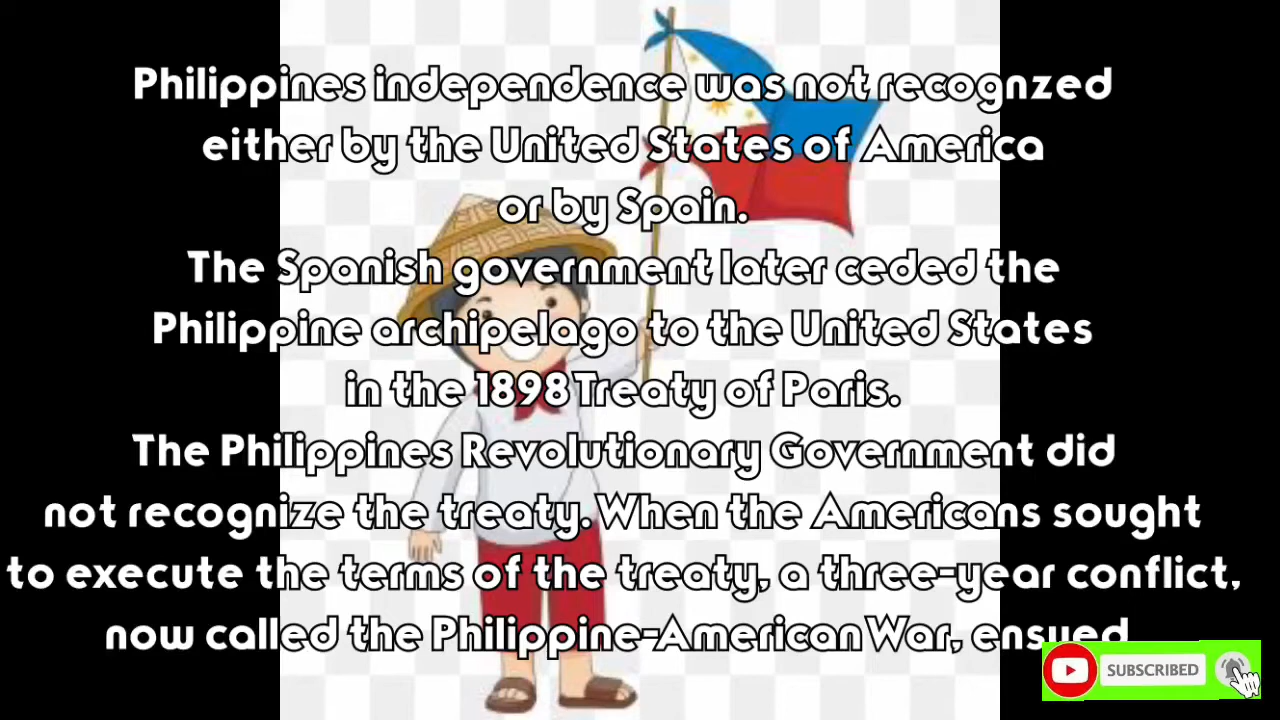 Philippines independence was not recognzed
either by the United States of America
or by Spain.
The Spanish government later ceded the
Philippine archipelago to the United States
in the 1898 Treaty of Paris.
The Philippines Revolutionary Government did
not recognize the treaty. When the Americans sought
to execute the terms of the treaty, a three-year conflict,
now called the Philippine-American War, ensued
SUBSCRIBED